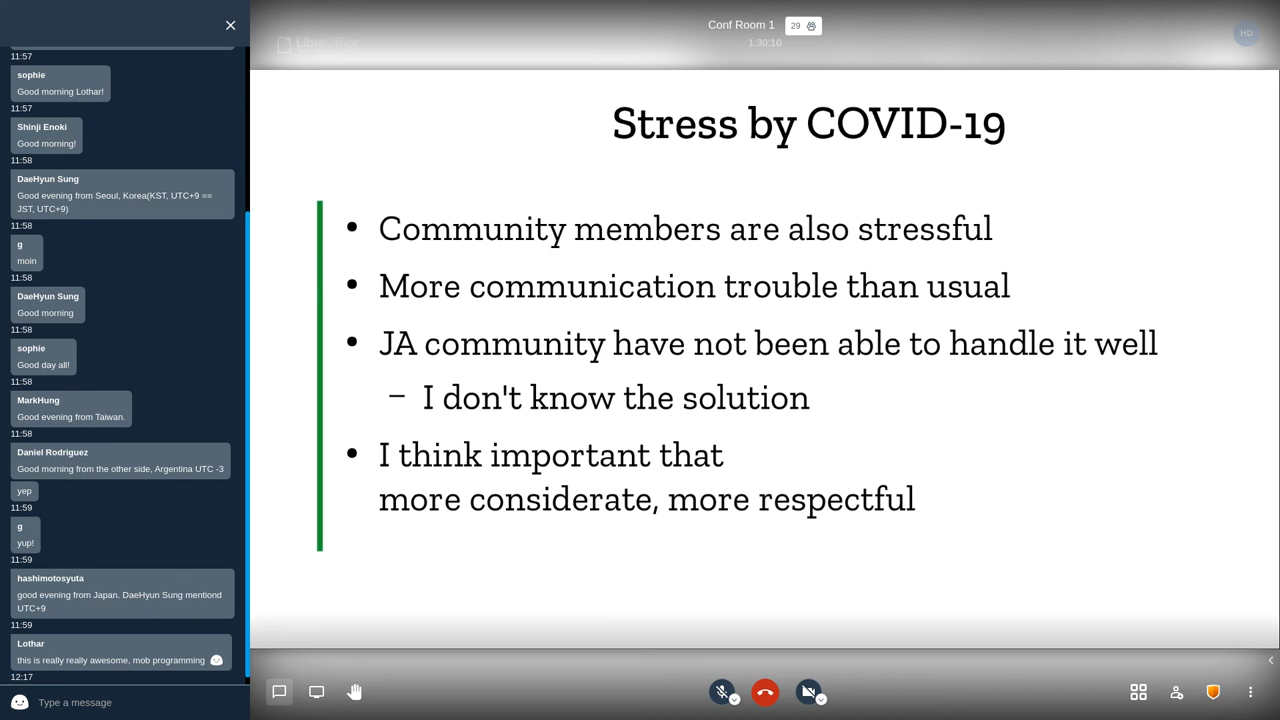 11:57
sophie
Good morning Lothar!
11:57
Shinji Enoki
Good morning!
11:58
DaeHyun Sung
Good evening from Seoul, Korea(KST, UTC+9 ==
JST, UTC+9)
11:58
g
moin
11:58
DaeHyun Sung
Good morning
11:58
sophie
Good day all!
11:58
MarkHung
Good evening from Taiwan.
11:58
Daniel Rodriguez
Good morning from the other side, Argentina UTC -3
yep
11:59
g
yup!
11:59
hashimotosyuta
good evening from Japan. DaeHyun Sung mentiond
UTC+9
11:59
Lothar
this is really really awesome, mob programming
12:17
Type a message
Conf Room 1
29
1:30:16
HD
LibreOffice
Stress by COVID-19
• Community members are also stressful
• More communication trouble than usual
• JA community have not been able to handle it well
– I don't know the solution
• I think important that
more considerate, more respectful